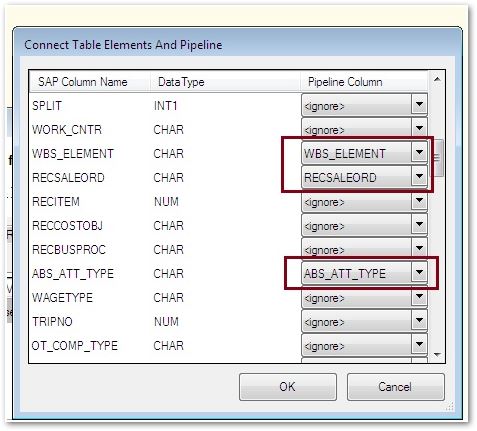 Connect Table Elements And Pipeline
SAP Column Name DataType Pipeline Column
SPLIT INT1 <ignore>
WORK_CNTR CHAR <ignore>
WBS_ELEMENT CHAR WBS_ELEMENT
RECSALEORD CHAR RECSALEORD
RECITEM NUM <ignore>
RECCOSTOBJ CHAR <ignore>
RECBUSPROC CHAR <ignore>
ABS_ATT_TYPE CHAR ABS_ATT_TYPE
WAGETYPE CHAR <ignore>
TRIPNO NUM <ignore>
OT_COMP_TYPE CHAR <ignore>
OK Cancel